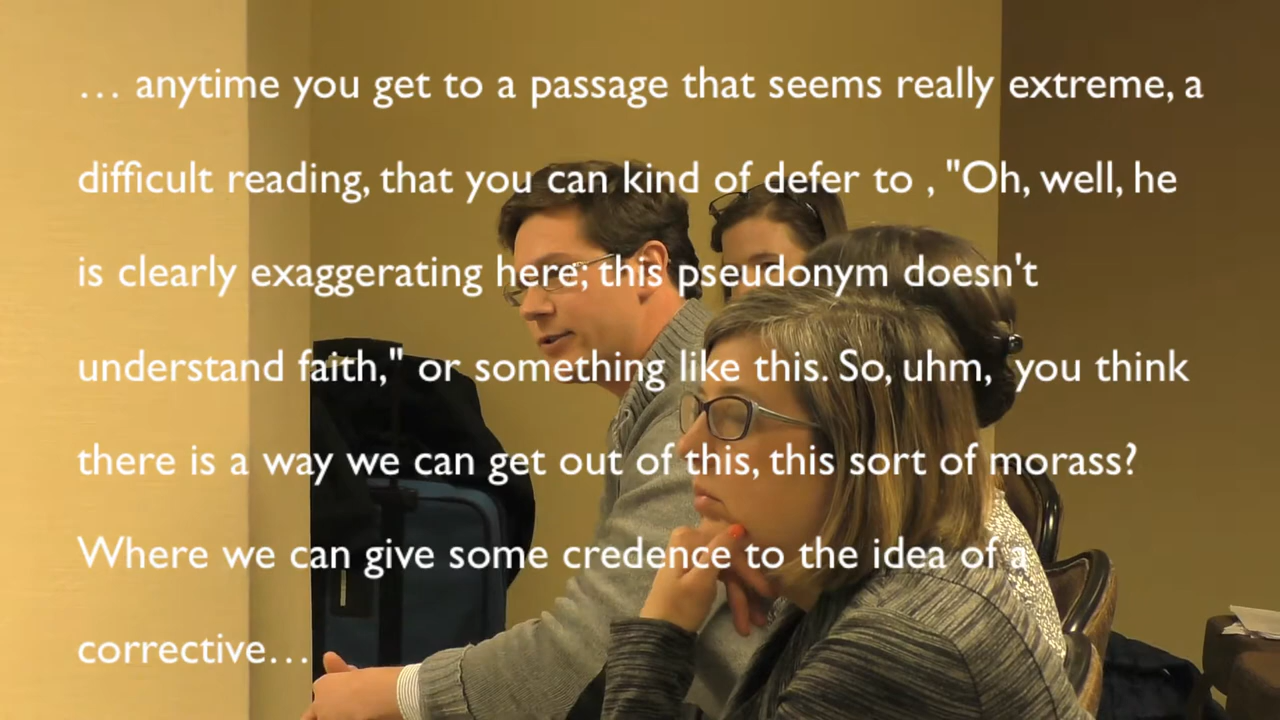 … anytime you get to a passage that seems really extreme, a
difficult reading, that you can kind of defer to , "Oh, well, he
is clearly exaggerating here; this pseudonym doesn't
understand faith," or something like this. So, uhm, you think
there is a way we can get out of this, this sort of morass?
Where we can give some credence to the idea of a
corrective…